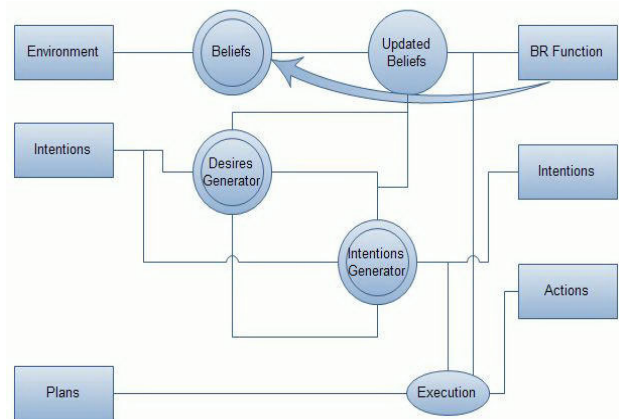 Environment
Beliefs
Updated
Beliefs
BR Function
Intentions
Desires
Generator
Intentions
Intentions
Generator
Actions
Plans
Execution